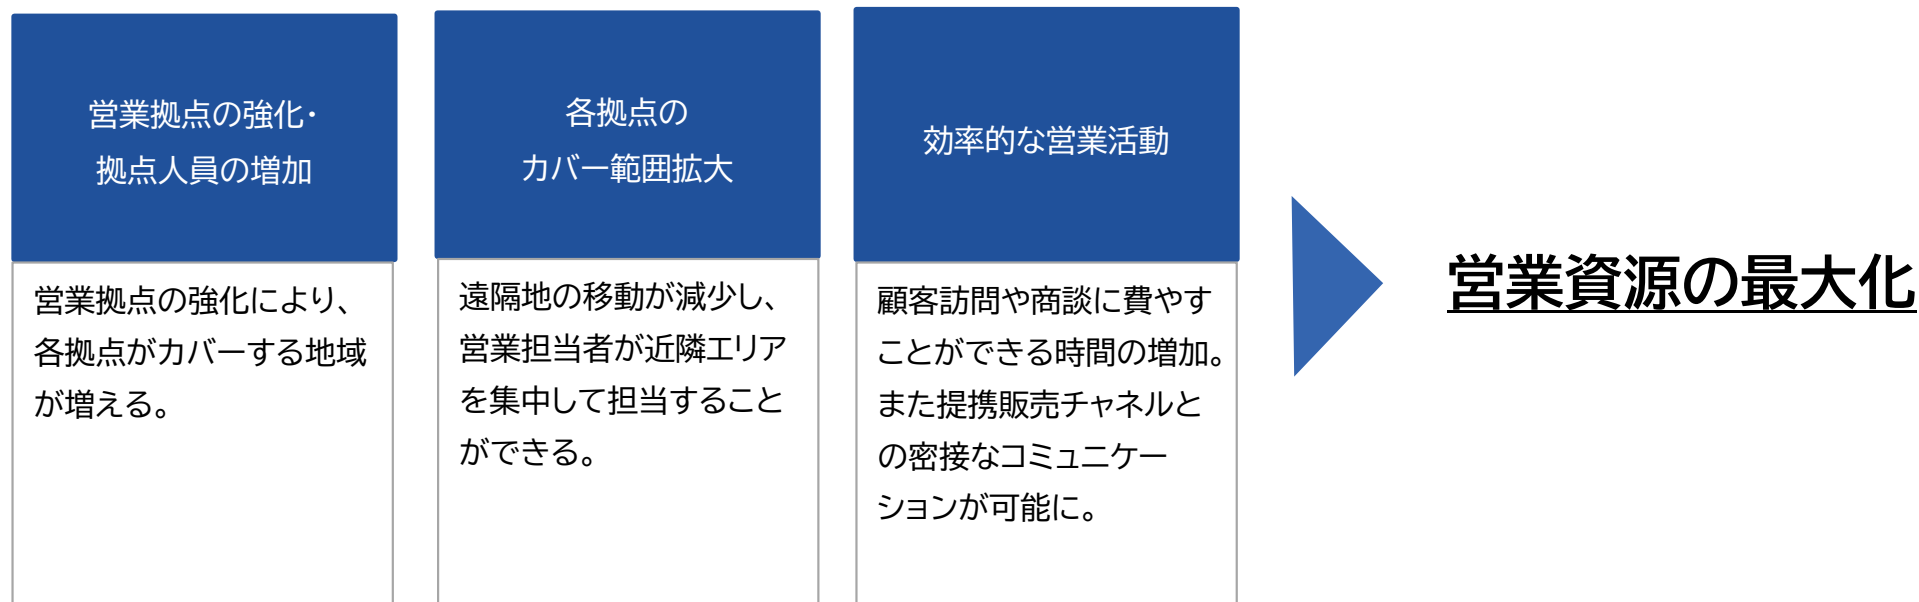 営業拠点の強化・
拠点人員の増加
営業拠点の強化により、
各拠点がカバーする地域
が増える。
各拠点の
カバー範囲拡大
遠隔地の移動が減少し、
営業担当者が近隣エリア
を集中して担当すること
ができる。
効率的な営業活動
顧客訪問や商談に費やす
ことができる時間の増加。
また提携販売チャネルと
の密接なコミュニケー
ションが可能に。
営業資源の最大化